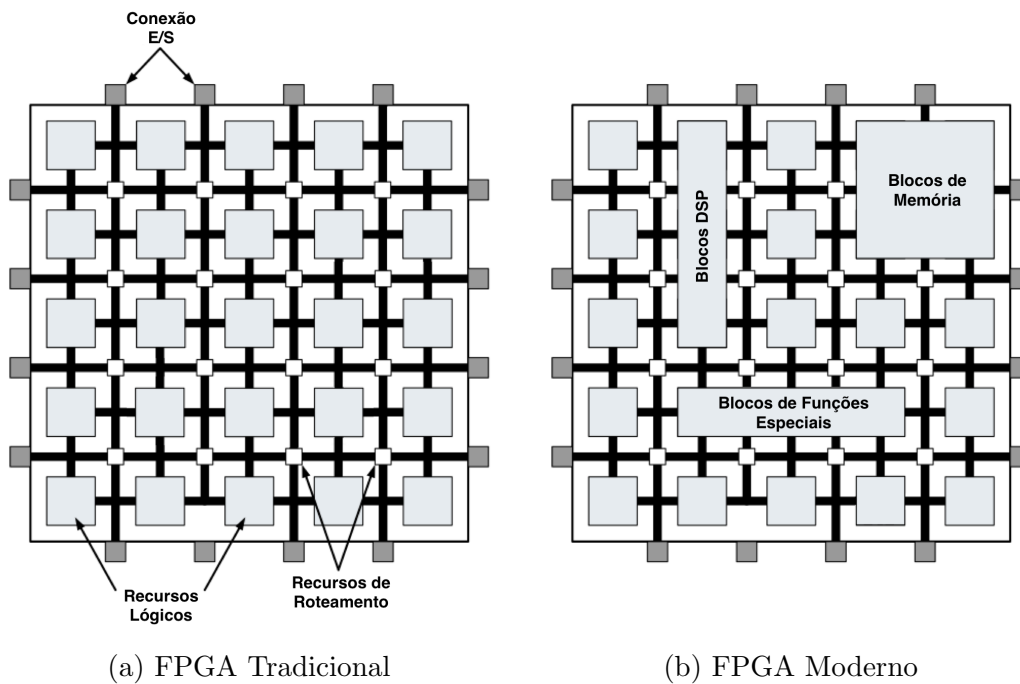 Conexão
E/S
Recursos
Lógicos
Recursos de
Roteamento
(a) FPGA Tradicional
Blocos DSP
Blocos de
Memória
Blocos de Funções
Especiais
(b) FPGA Moderno